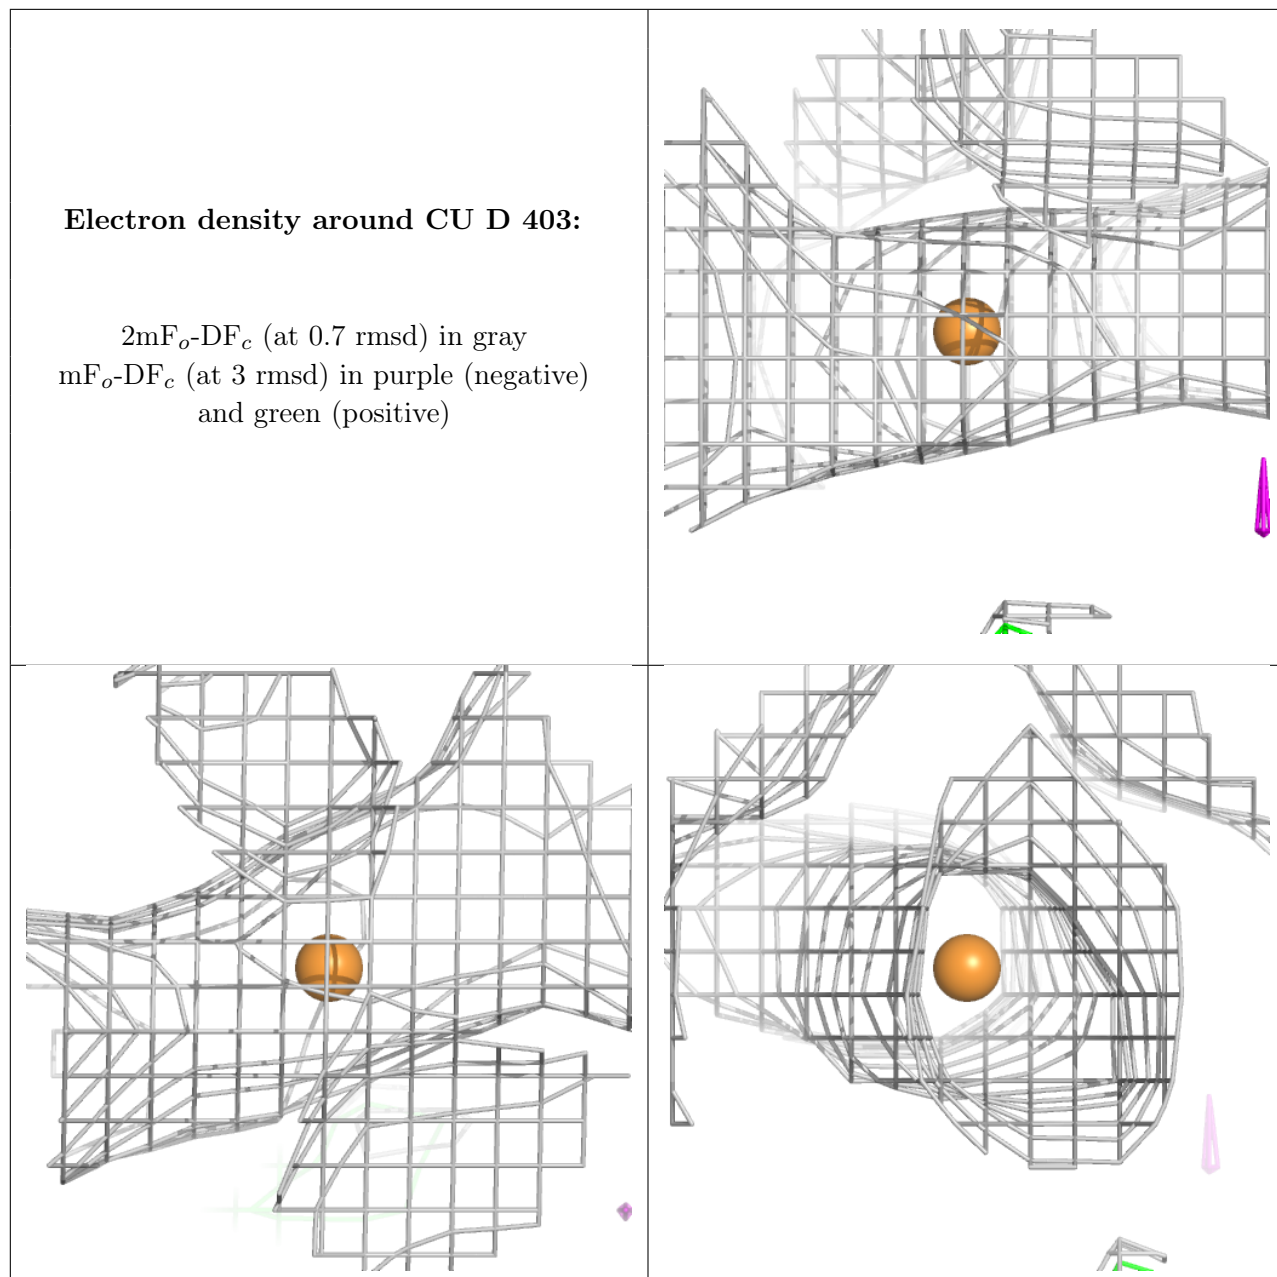 Electron density around CU D 403:
2mFo-DFc (at 0.7 rmsd) in gray
mFo-DFc (at 3 rmsd) in purple (negative)
and green (positive)